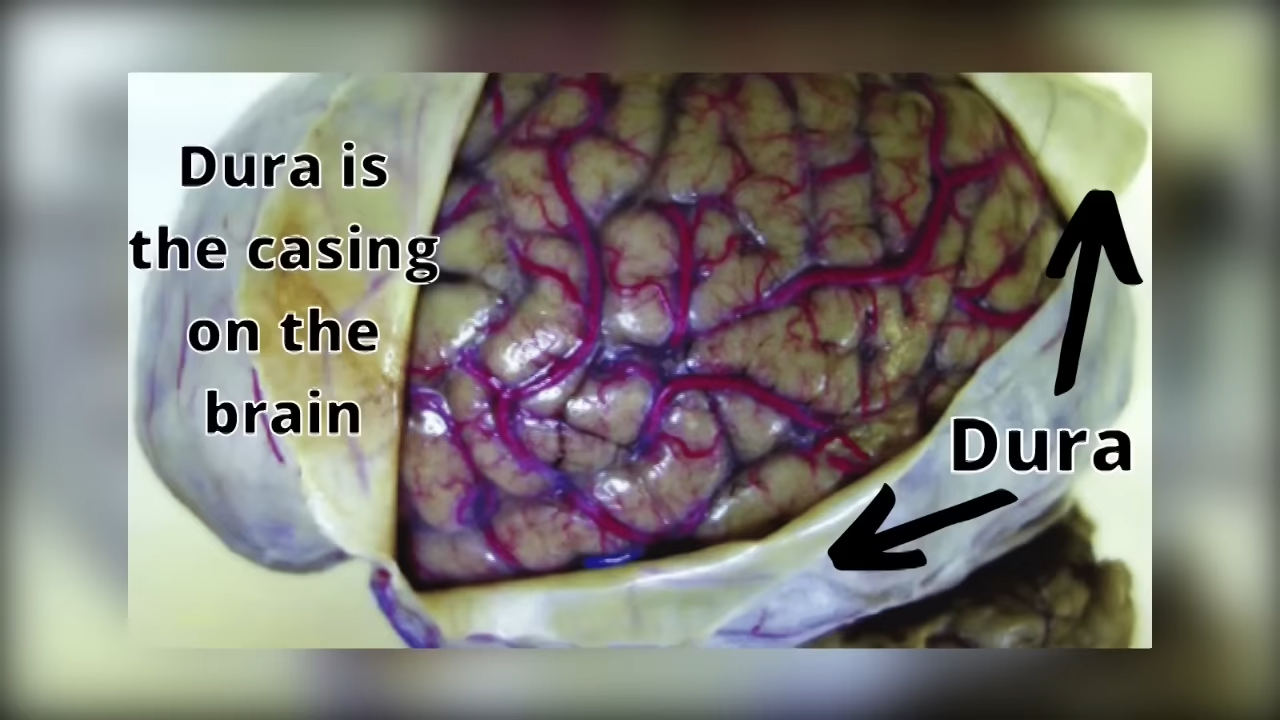 Dura is
the casing
on the
brain
Dura